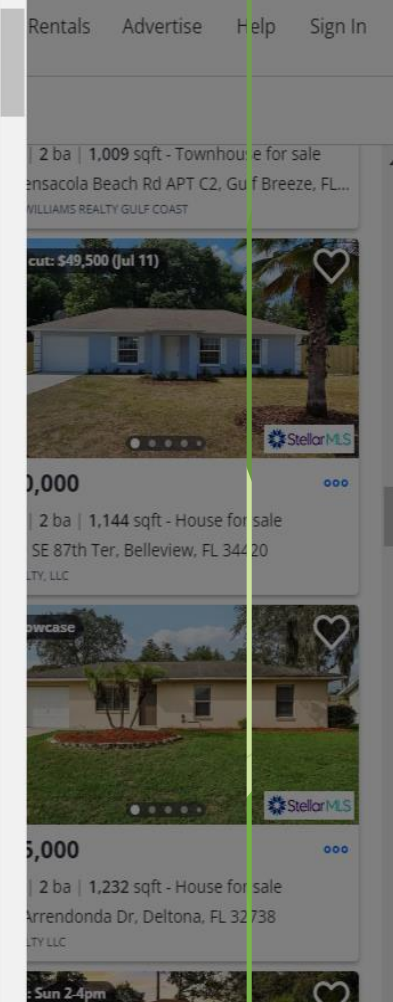 Rentals Advertise Help Sign In
| 2 ba | 1,009 sqft - Townhouse for sale
ensacola Beach Rd APT C2, Gulf Breeze, FL...
WILLIAMS REALTY GULF COAST
cut: $49,500 (Jul 11)
StellarMLS
0,000
| 2 ba | 1,144 sqft - House for sale
SE 87th Ter, Belleview, FL 34420
LTY, LLC
owcase
StellarMLS
5,000
| 2 ba | 1,232 sqft - House for sale
Arrendonda Dr, Deltona, FL 32738
LTY LLC
: Sun 2-4pm